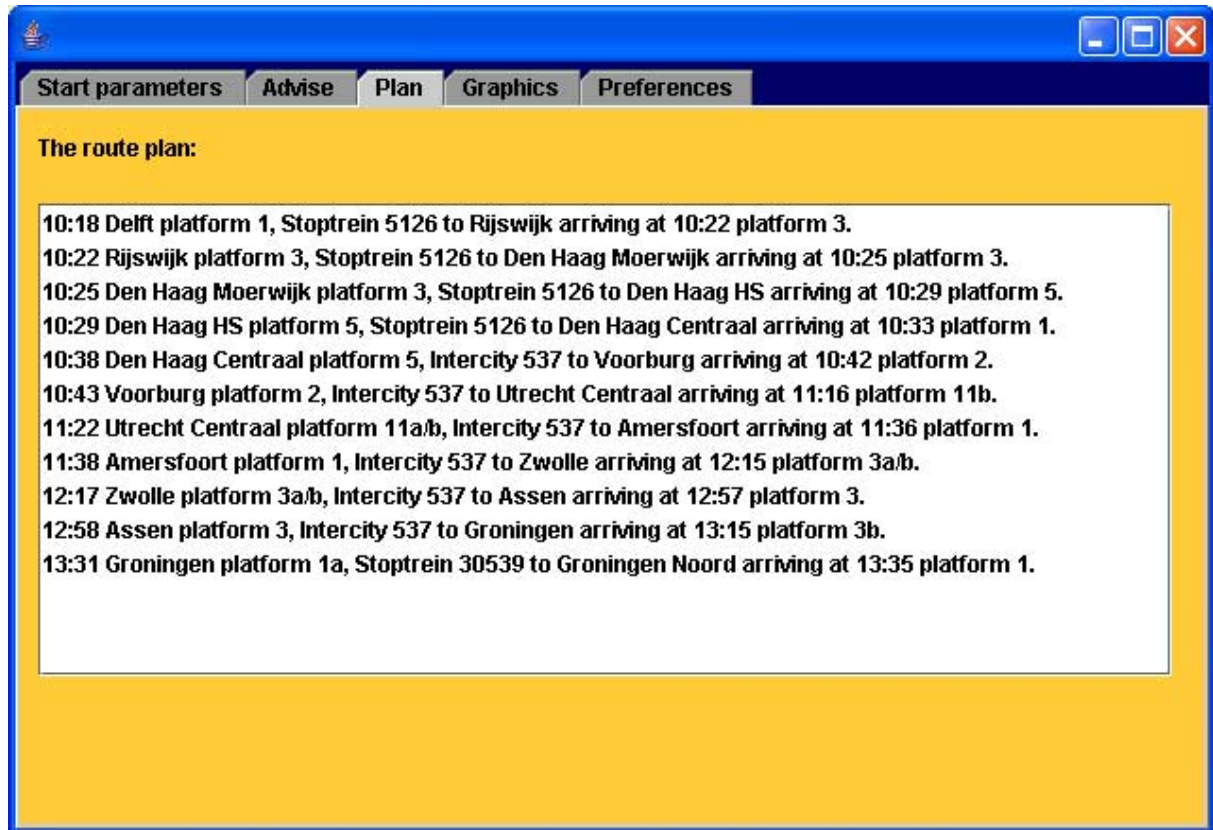 Start parameters Advise Plan Graphics Preferences
The route plan:
10:18 Delft platform 1, Stoptrein 5126 to Rijswijk arriving at 10:22 platform 3.
10:22 Rijswijk platform 3, Stoptrein 5126 to Den Haag Moerwijk arriving at 10:25 platform 3.
10:25 Den Haag Moerwijk platform 3, Stoptrein 5126 to Den Haag HS arriving at 10:29 platform 5.
10:29 Den Haag HS platform 5, Stoptrein 5126 to Den Haag Centraal arriving at 10:33 platform 1.
10:38 Den Haag Centraal platform 5, Intercity 537 to Voorburg arriving at 10:42 platform 2.
10:43 Voorburg platform 2, Intercity 537 to Utrecht Centraal arriving at 11:16 platform 11b.
11:22 Utrecht Centraal platform 11a/b, Intercity 537 to Amersfoort arriving at 11:36 platform 1.
11:38 Amersfoort platform 1, Intercity 537 to Zwolle arriving at 12:15 platform 3a/b.
12:17 Zwolle platform 3a/b, Intercity 537 to Assen arriving at 12:57 platform 3.
12:58 Assen platform 3, Intercity 537 to Groningen arriving at 13:15 platform 3b.
13:31 Groningen platform 1a, Stoptrein 30539 to Groningen Noord arriving at 13:35 platform 1.